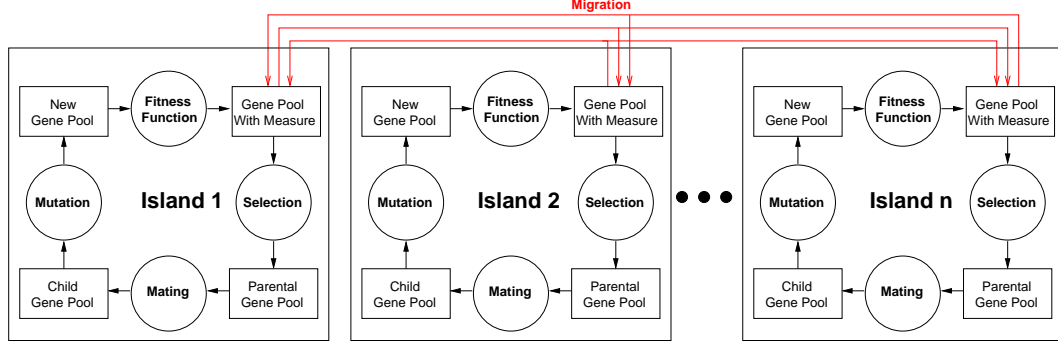 Migration
New
Gene Pool
Fitness
Function
Gene Pool
With Measure
Mutation
Island 1
Selection
Child
Gene Pool
Mating
Parental
Gene Pool
New
Gene Pool
Fitness
Function
Gene Pool
With Measure
Mutation
Island 2
Selection
Child
Gene Pool
Mating
Parental
Gene Pool
New
Gene Pool
Fitness
Function
Gene Pool
With Measure
Mutation
Island n
Selection
Child
Gene Pool
Mating
Parental
Gene Pool